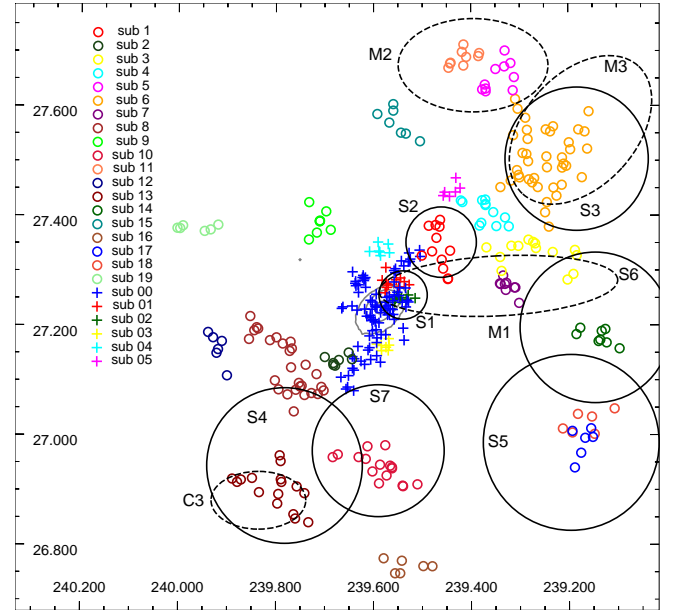 sub 1
sub 2
sub 3
sub 4
sub 5
sub 6
sub 7
sub 8
sub 9
sub 10
sub 11
sub 12
sub 13
sub 14
sub 15
sub 16
sub 17
sub 18
sub 19
sub 00
sub 01
sub 02
sub 03
sub 04
sub 05
M2
M3
S2
S3
S6
S1
M1
S7
S4
S5
C3
27.600
27.400
27.200
27.000
26.800
240.200 240.000 239.800 239.600 239.400 239.200